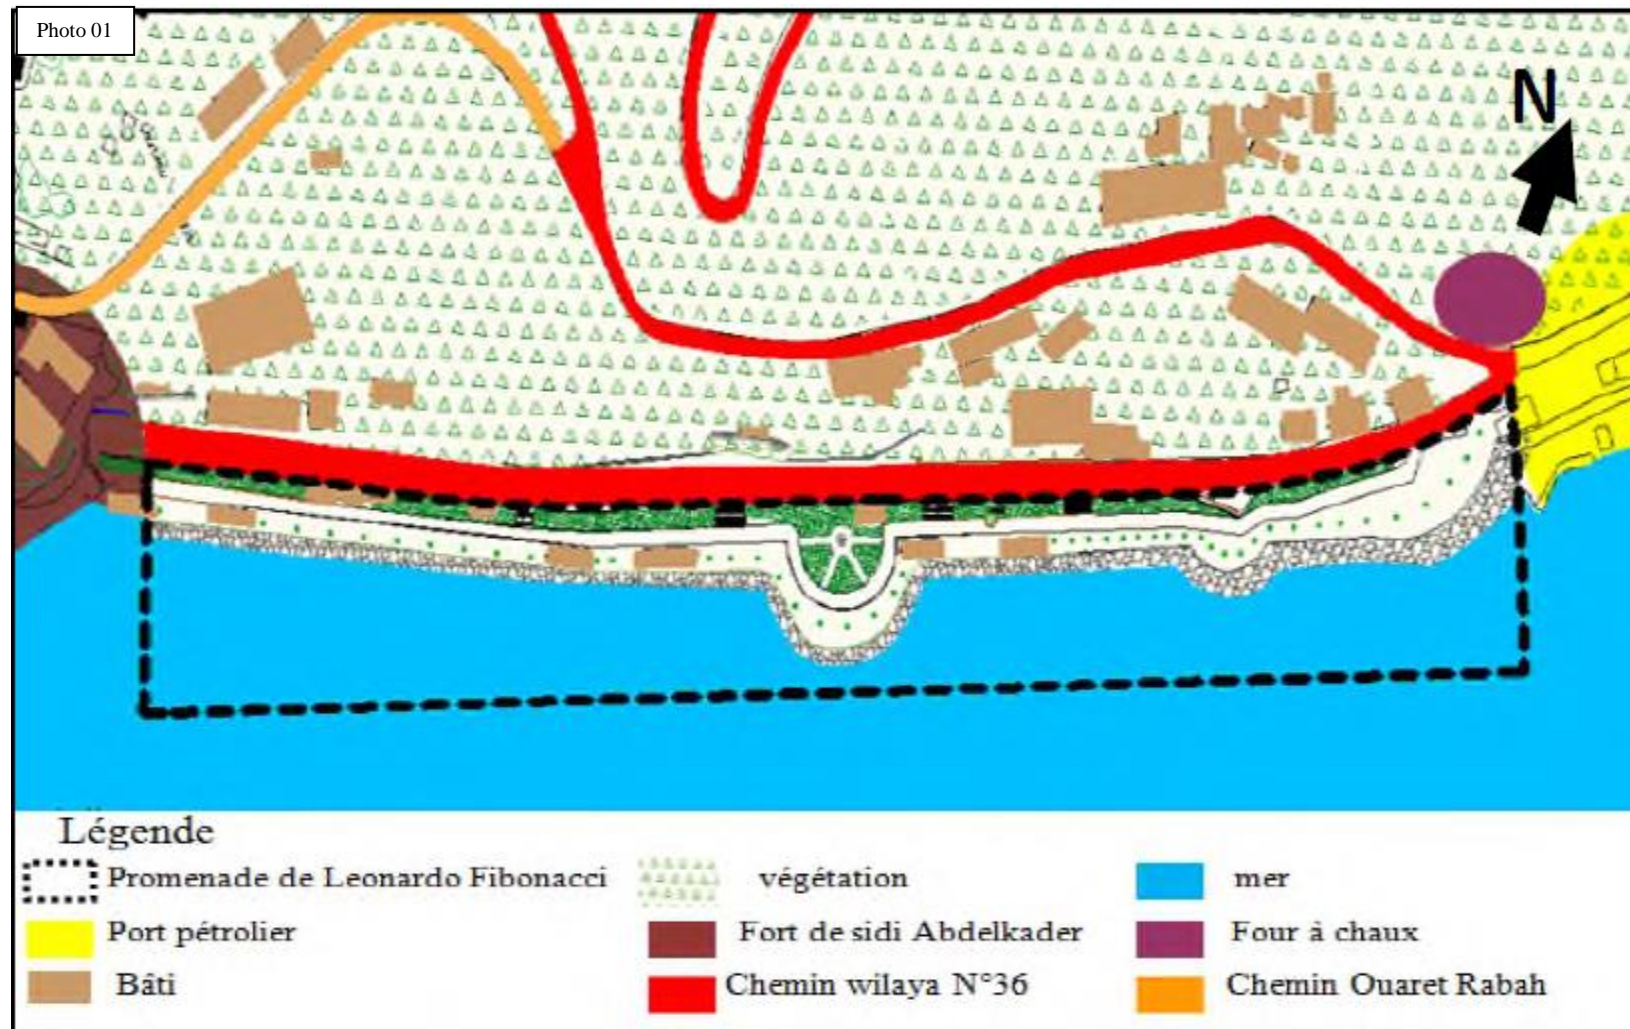 Photo 01
N
Légende
Promenade de Leonardo Fibonacci
végétation
mer
Port pétrolier
Fort de sidi Abdelkader
Four à chaux
Bâti
Chemin wilaya N°36
Chemin Ouaret Rabah